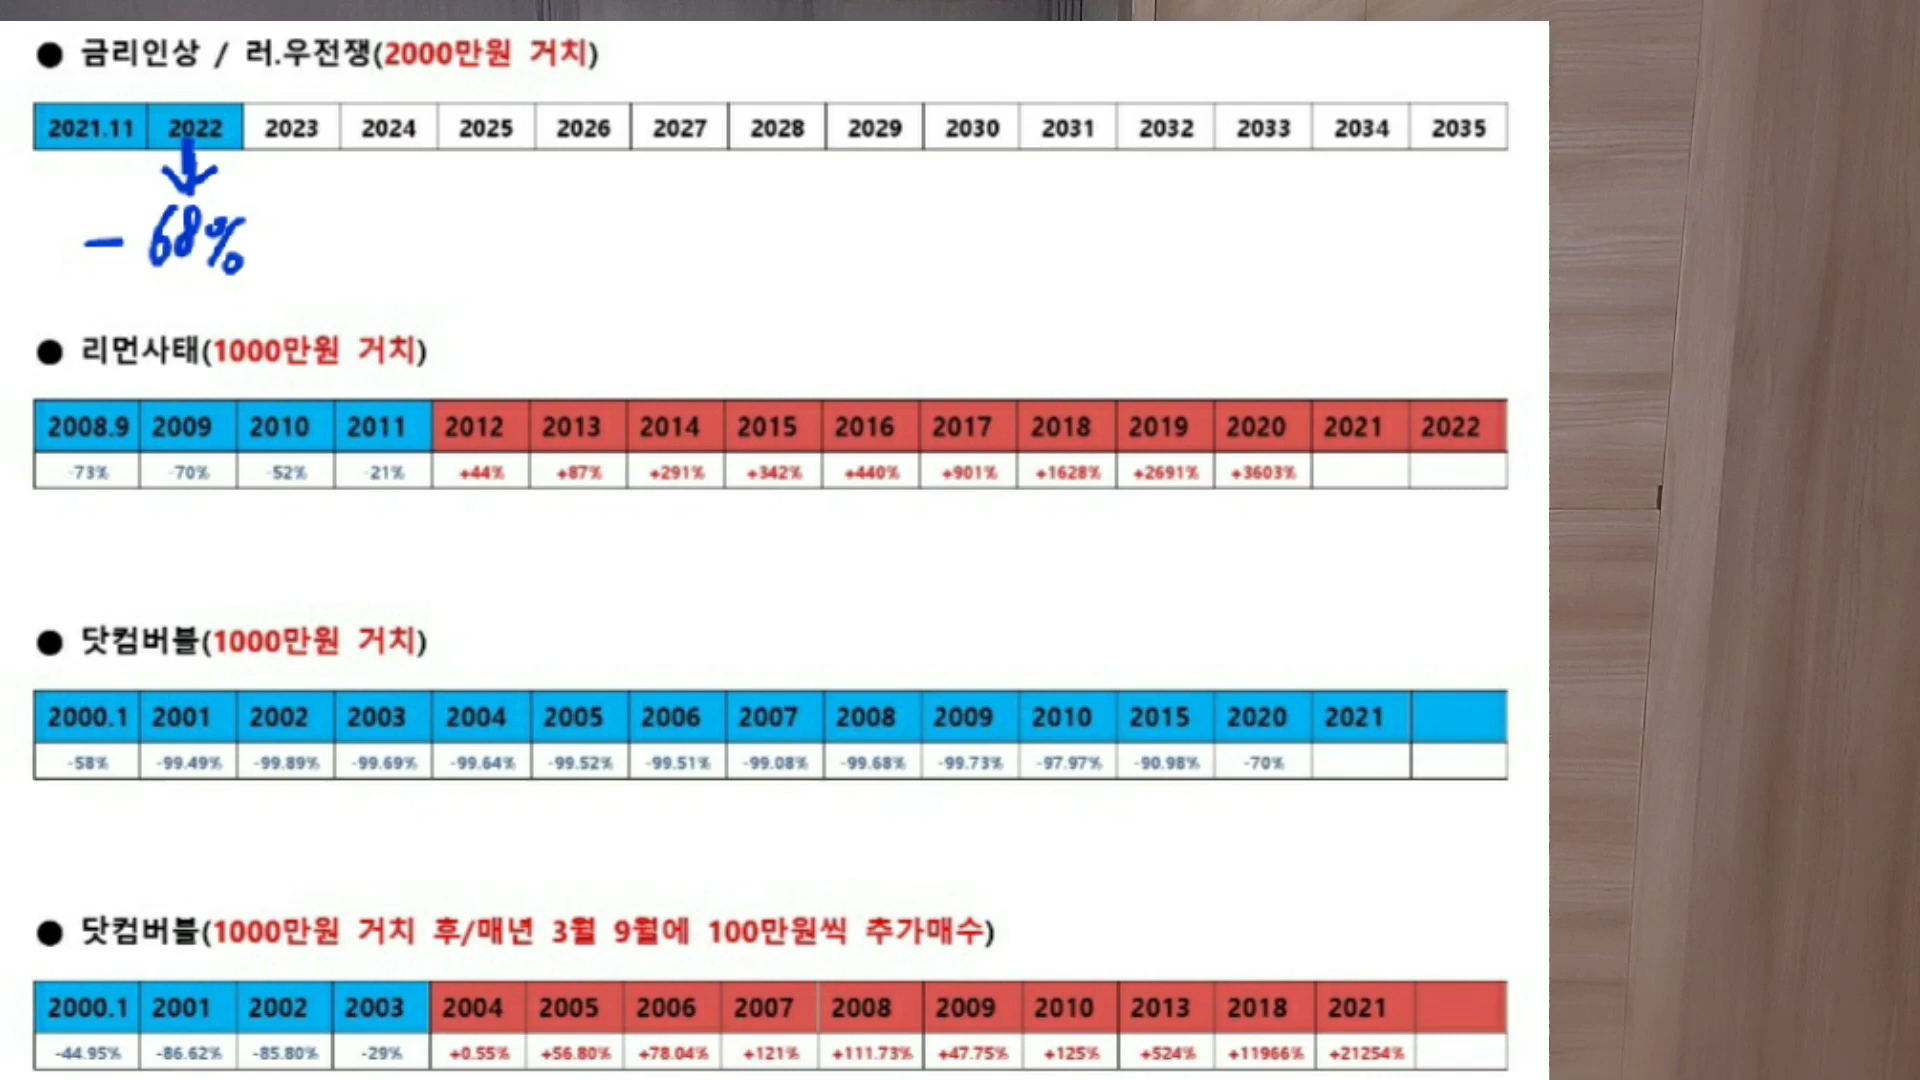 ● 금리인상 / 러.우전쟁(2000만원 거치)
2021.11 2022 2023 2024 2025 2026 2027 2028 2029 2030 2031 2032 2033 2034 2035
- 68%
● 리먼사태(1000만원 거치)
2008.9 2009 2010 2011 2012 2013 2014 2015 2016 2017 2018 2019 2020 2021 2022
-73% -70% -52% -21% +44% +87% +291% +342% +440% +901% +1628% +2691% +3603%
● 닷컴버블(1000만원 거치)
2000.1 2001 2002 2003 2004 2005 2006 2007 2008 2009 2010 2015 2020 2021
-58% -99.49% -99.89% -99.69% -99.64% -99.52% -99.51% -99.08% -99.68% -99.73% -97.97% -90.98% -70%
● 닷컴버블(1000만원 거치 후/매년 3월 9월에 100만원씩 추가매수)
2000.1 2001 2002 2003 2004 2005 2006 2007 2008 2009 2010 2013 2018 2021
-44.95% -86.62% -85.80% -29% +0.55% +56.80% +78.04% +121% +111.73% +47.75% +125% +524% +11966% +21254%